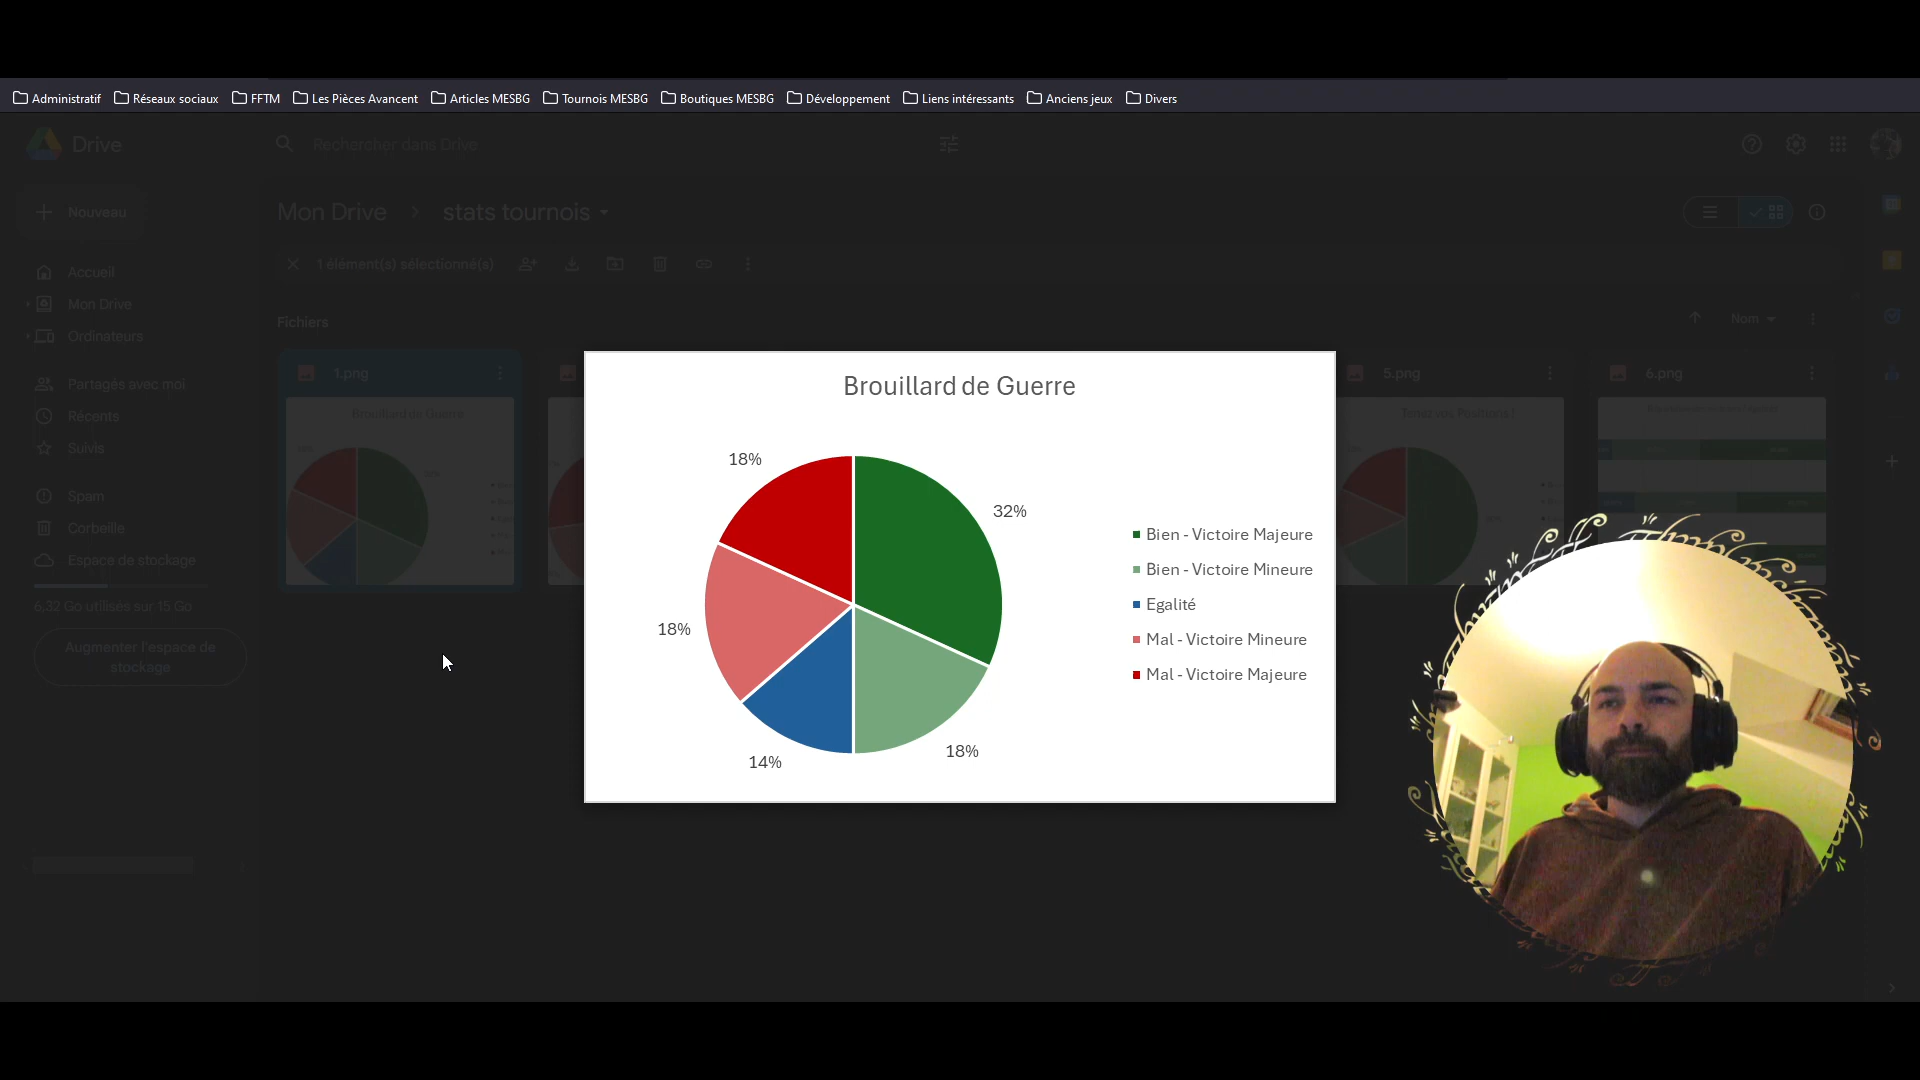 Administratif Réseaux sociaux FFTM Les Pièces Avancent Articles MESBG Tournois MESBG Boutiques MESBG Développement Liens intéressants Anciens jeux Divers
Drive
Rechercher dans Drive
Nouveau
Mon Drive > stats tournois
1 élément(s) sélectionné(s)
Accueil
Mon Drive
Ordinateurs
Partagés avec moi
Récents
Suivis
Spam
Corbeille
Espace de stockage
6,32 Go utilisés sur 15 Go
Augmenter l'espace de
stockage
Fichiers
Nom
1.png
5.png
6.png
Brouillard de Guerre
Brouillard de Guerre
18%
32%
18%
14%
18%
Bien - Victoire Majeure
Bien - Victoire Mineure
Egalité
Mal - Victoire Mineure
Mal - Victoire Majeure